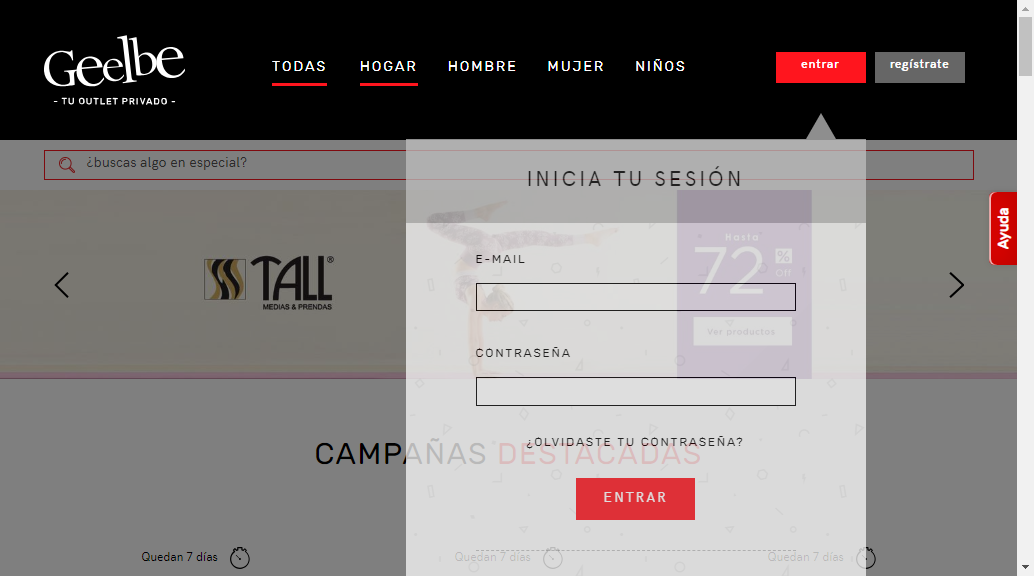 Geelbe
- TU OUTLET PRIVADO -
TODAS HOGAR HOMBRE MUJER NIÑOS
entrar regístrate
¿buscas algo en especial?
INICIA TU SESIÓN
Ayuda
TALL®
MEDIAS & PRENDAS
Hasta
72 % Off
Ver productos
E-MAIL
CONTRASEÑA
¿OLVIDASTE TU CONTRASEÑA?
CAMPAÑAS DESTACADAS
ENTRAR
Quedan 7 días Quedan 7 días Quedan 7 días